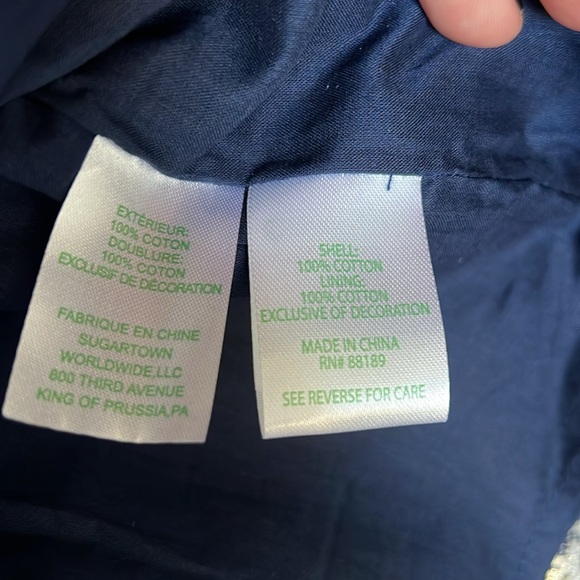 EXTÉRIEUR:
100% COTON
DOUBLURE:
100% COTON
EXCLUSIF DE DÉCORATION
FABRIQUE EN CHINE
SUGARTOWN
WORLDWIDE,LLC
800 THIRD AVENUE
KING OF PRUSSIA,PA
SHELL:
100% COTTON
LINING:
100% COTTON
EXCLUSIVE OF DECORATION
MADE IN CHINA
RN# 88189
SEE REVERSE FOR CARE